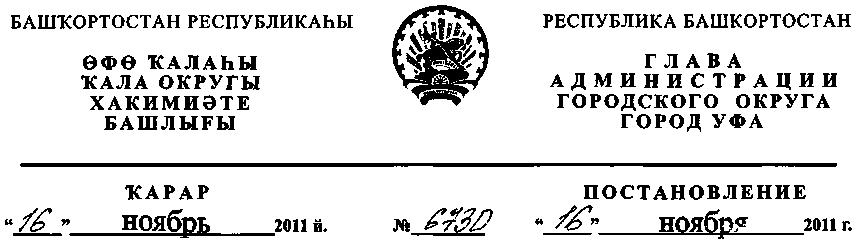 БАШҠОРТОСТАН РЕСПУБЛИКАҺЫ
ӨФӨ ҠАЛАҺЫ
ҠАЛА ОКРУГЫ
ХАКИМИӘТЕ
БАШЛЫҒЫ
РЕСПУБЛИКА БАШКОРТОСТАН
ГЛАВА
АДМИНИСТРАЦИИ
ГОРОДСКОГО ОКРУГА
ГОРОД УФА
ҠАРАР
ПОСТАНОВЛЕНИЕ
“16” ноябрь 2011 й. № 6730 “16” ноября 2011 г.